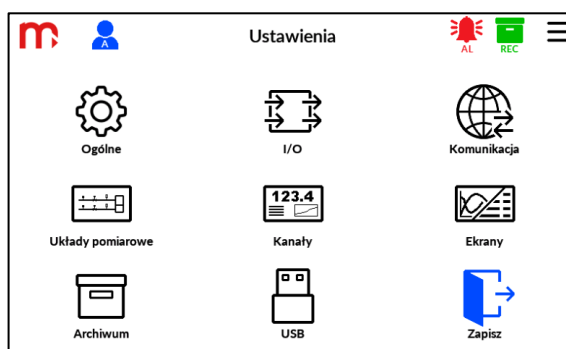 m
A
Ustawienia
AL
REC
Ogólne
I/O
Komunikacja
123.4
Układy pomiarowe
Kanały
Ekrany
Archiwum
USB
Zapisz